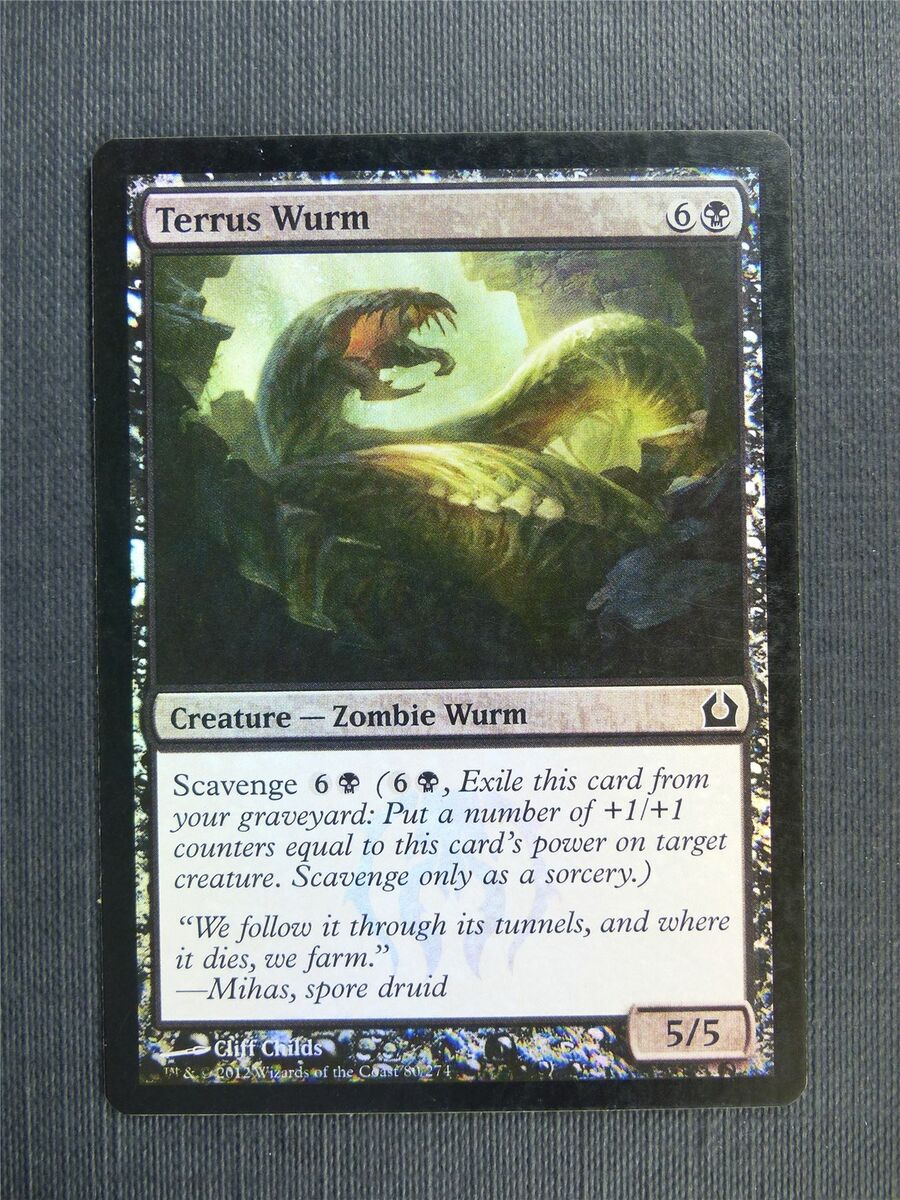 Terrus Wurm 6
Creature — Zombie Wurm
Scavenge 6 (6, Exile this card from
your graveyard: Put a number of +1/+1
counters equal to this card's power on target
creature. Scavenge only as a sorcery.)
“We follow it through its tunnels, and where
it dies, we farm.”
—Mihas, spore druid
5/5
Cliff Childs
™ & © 2012 Wizards of the Coast 80/274